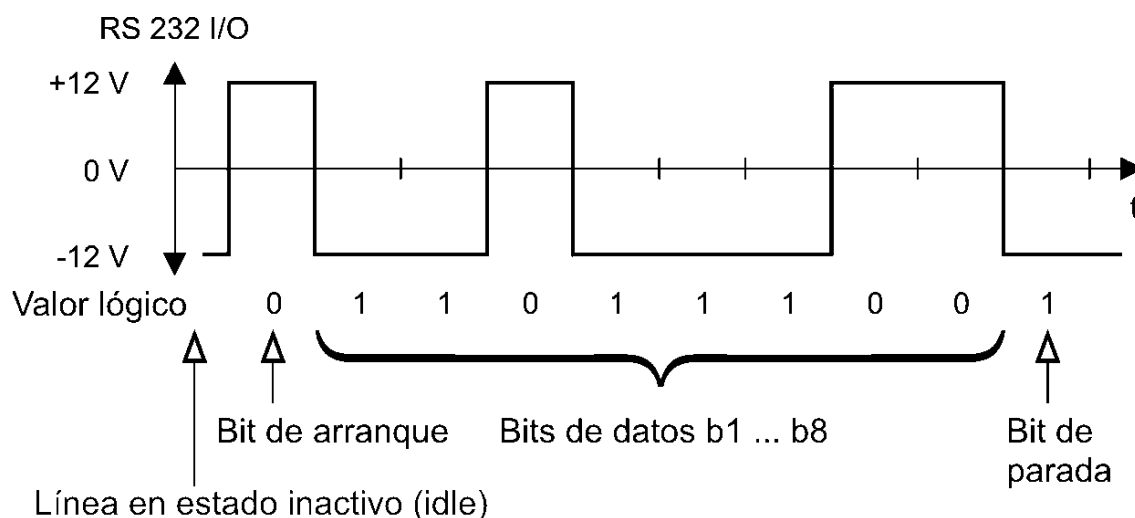 RS 232 I/O
+12 V
0 V
t
-12 V
Valor lógico 0 1 1 0 1 1 1 0 0 1
Bit de arranque Bits de datos b1 ... b8 Bit de
parada
Línea en estado inactivo (idle)